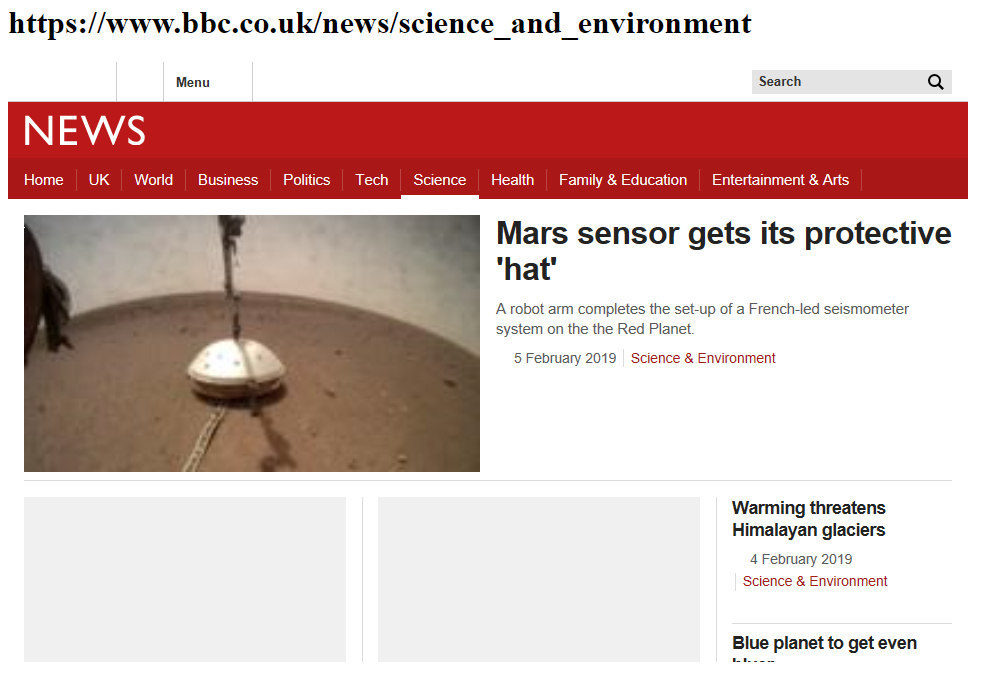 https://www.bbc.co.uk/news/science_and_environment
Menu
Search
NEWS
Home
UK
World
Business
Politics
Tech
Science
Health
Family & Education
Entertainment & Arts
Mars sensor gets its protective
'hat'
A robot arm completes the set-up of a French-led seismometer
system on the the Red Planet.
5 February 2019
Science & Environment
Warming threatens
Himalayan glaciers
4 February 2019
Science & Environment
Blue planet to get even